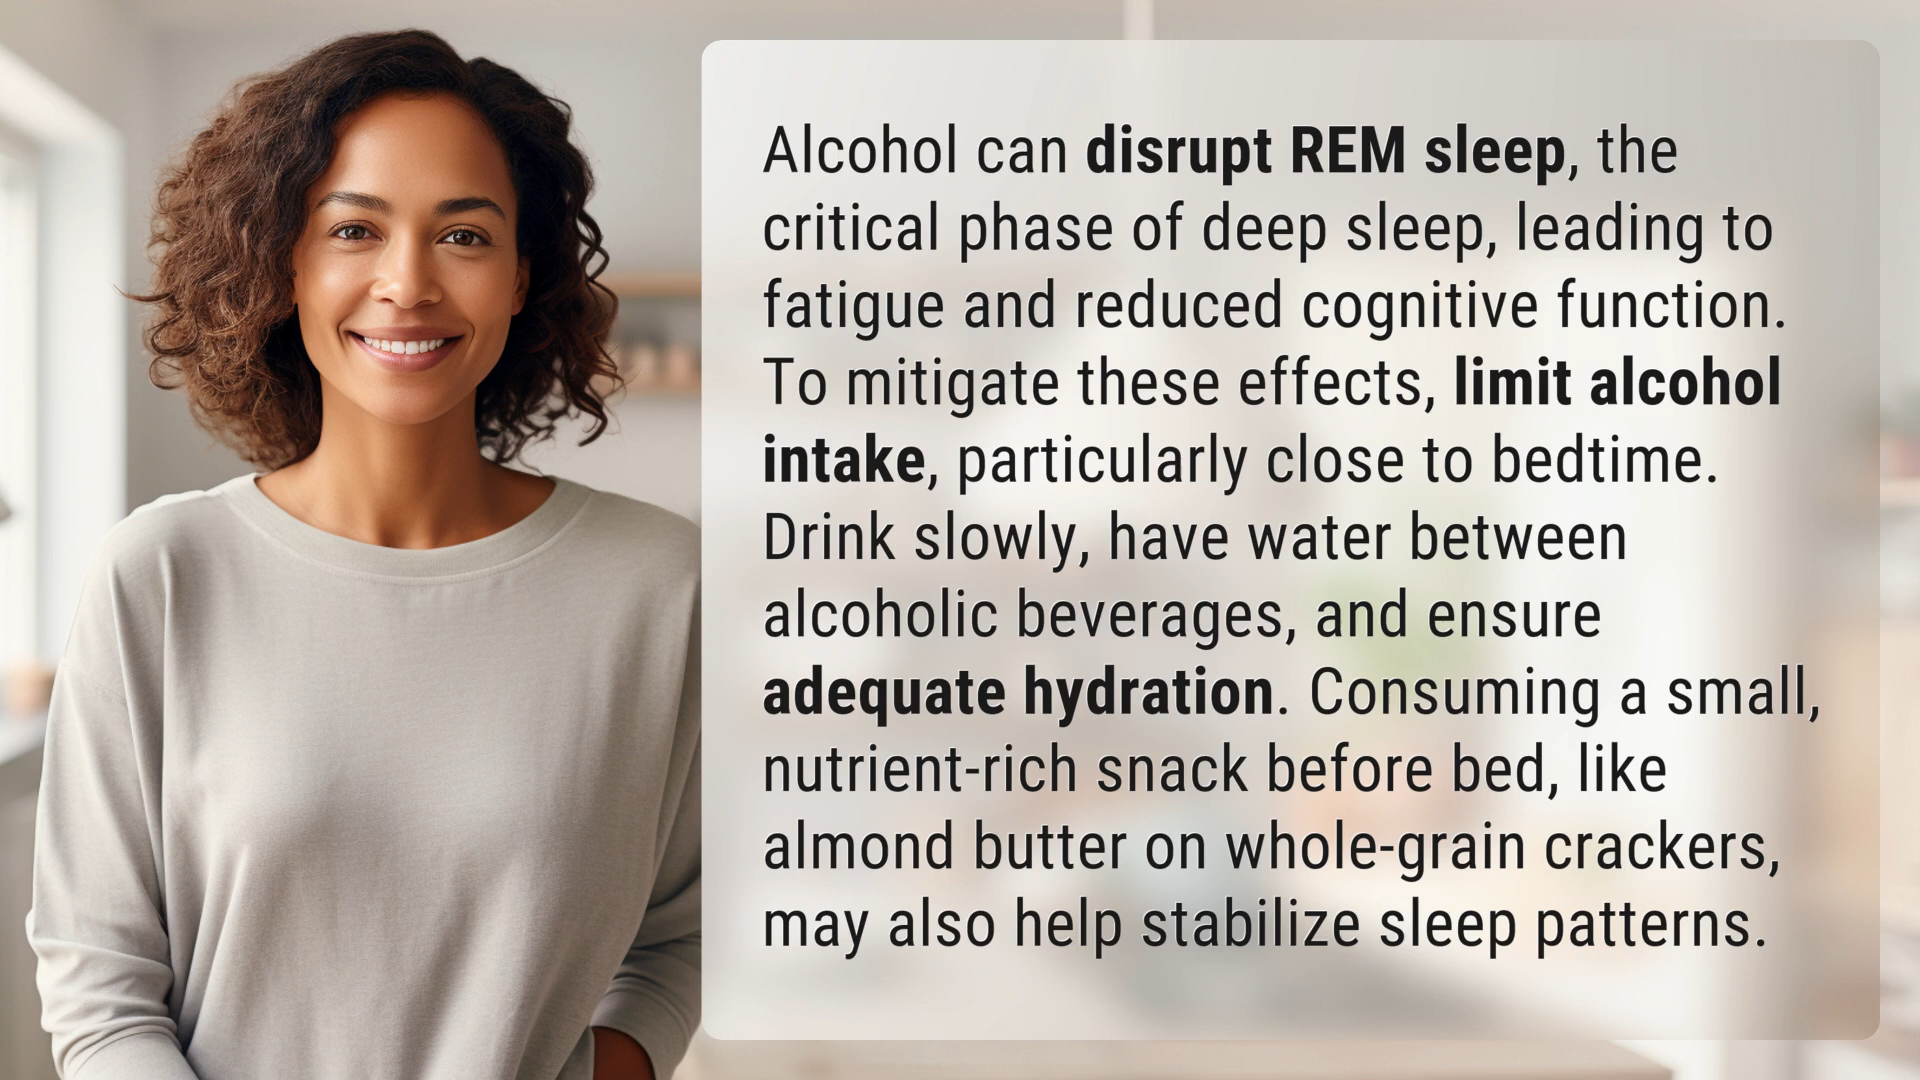 Alcohol can disrupt REM sleep, the
critical phase of deep sleep, leading to
fatigue and reduced cognitive function.
To mitigate these effects, limit alcohol
intake, particularly close to bedtime.
Drink slowly, have water between
alcoholic beverages, and ensure
adequate hydration. Consuming a small,
nutrient-rich snack before bed, like
almond butter on whole-grain crackers,
may also help stabilize sleep patterns.